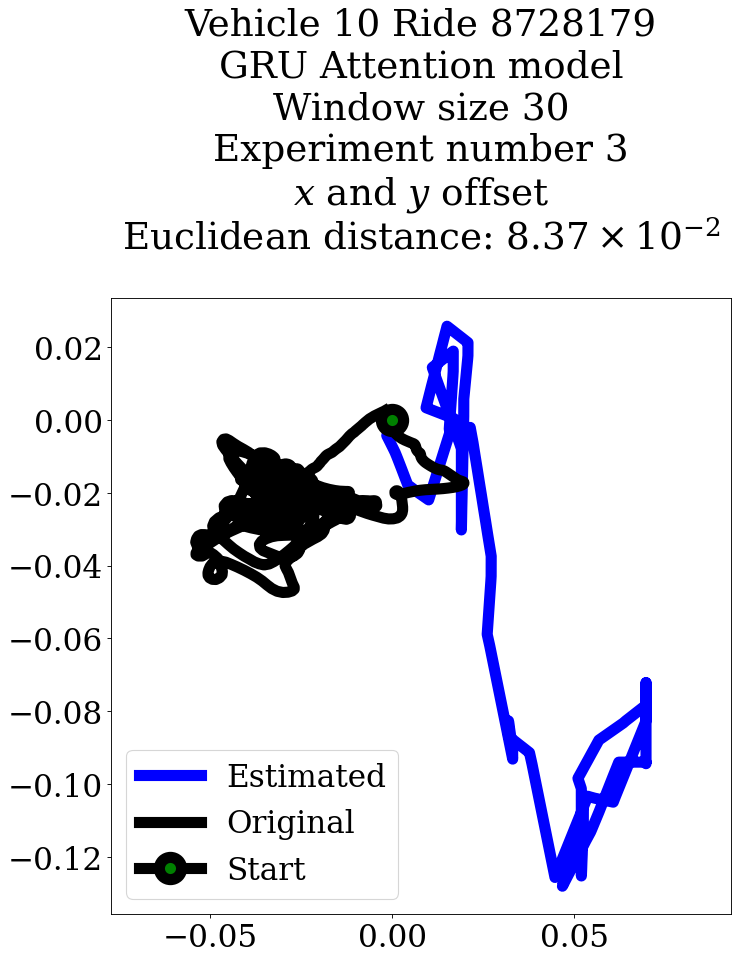 Vehicle 10 Ride 8728179
GRU Attention model
Window size 30
Experiment number 3
x and y offset
Euclidean distance: 8.37 × 10⁻²
0.02
0.00
−0.02
−0.04
−0.06
−0.08
−0.10
−0.12
Estimated
Original
Start
−0.05 0.00 0.05